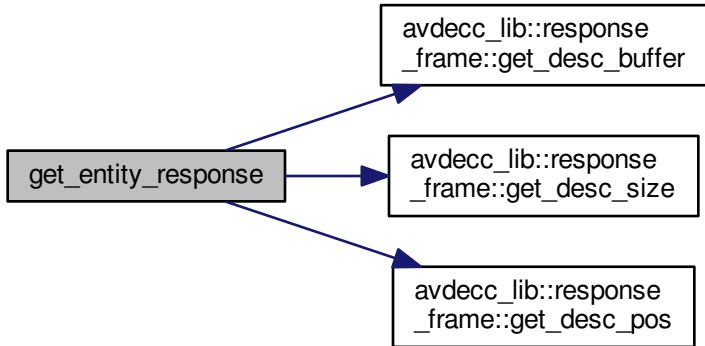 avdecc_lib::response
_frame::get_desc_buffer
get_entity_response
avdecc_lib::response
_frame::get_desc_size
avdecc_lib::response
_frame::get_desc_pos